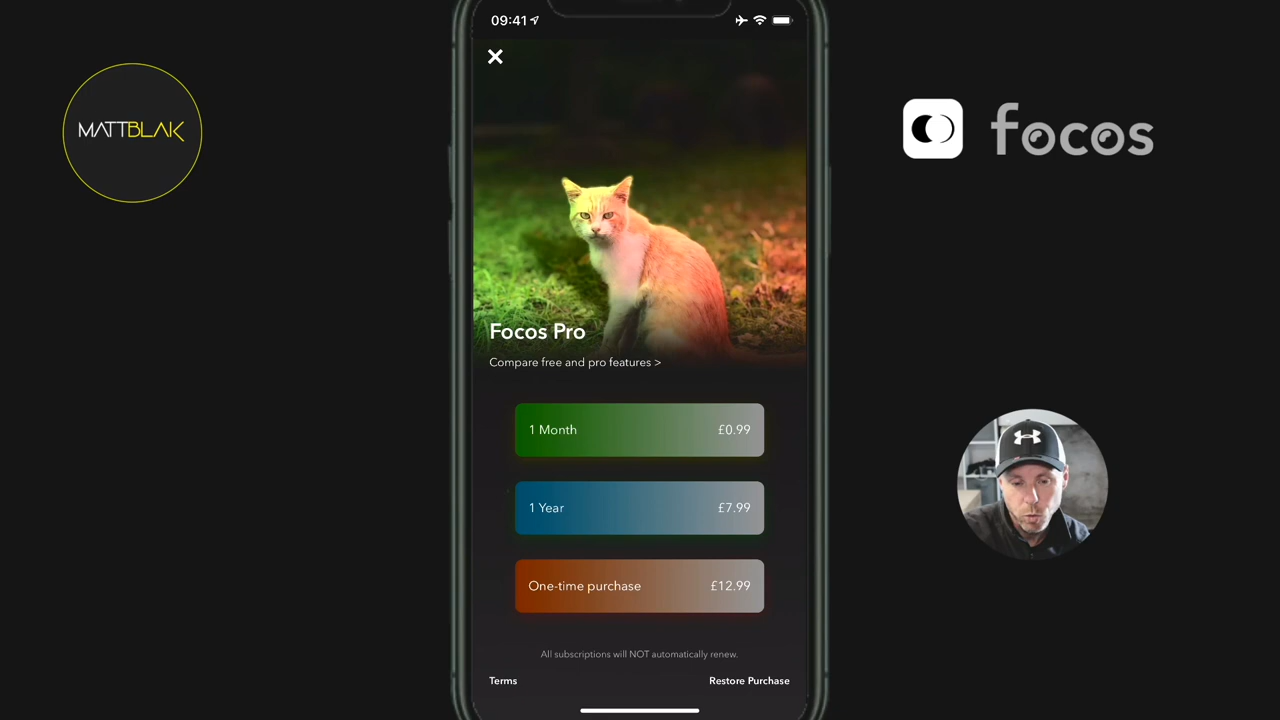 09:41
MATTBLAK
focos
Focos Pro
Compare free and pro features >
1 Month £0.99
1 Year £7.99
One-time purchase £12.99
All subscriptions will NOT automatically renew.
Terms Restore Purchase